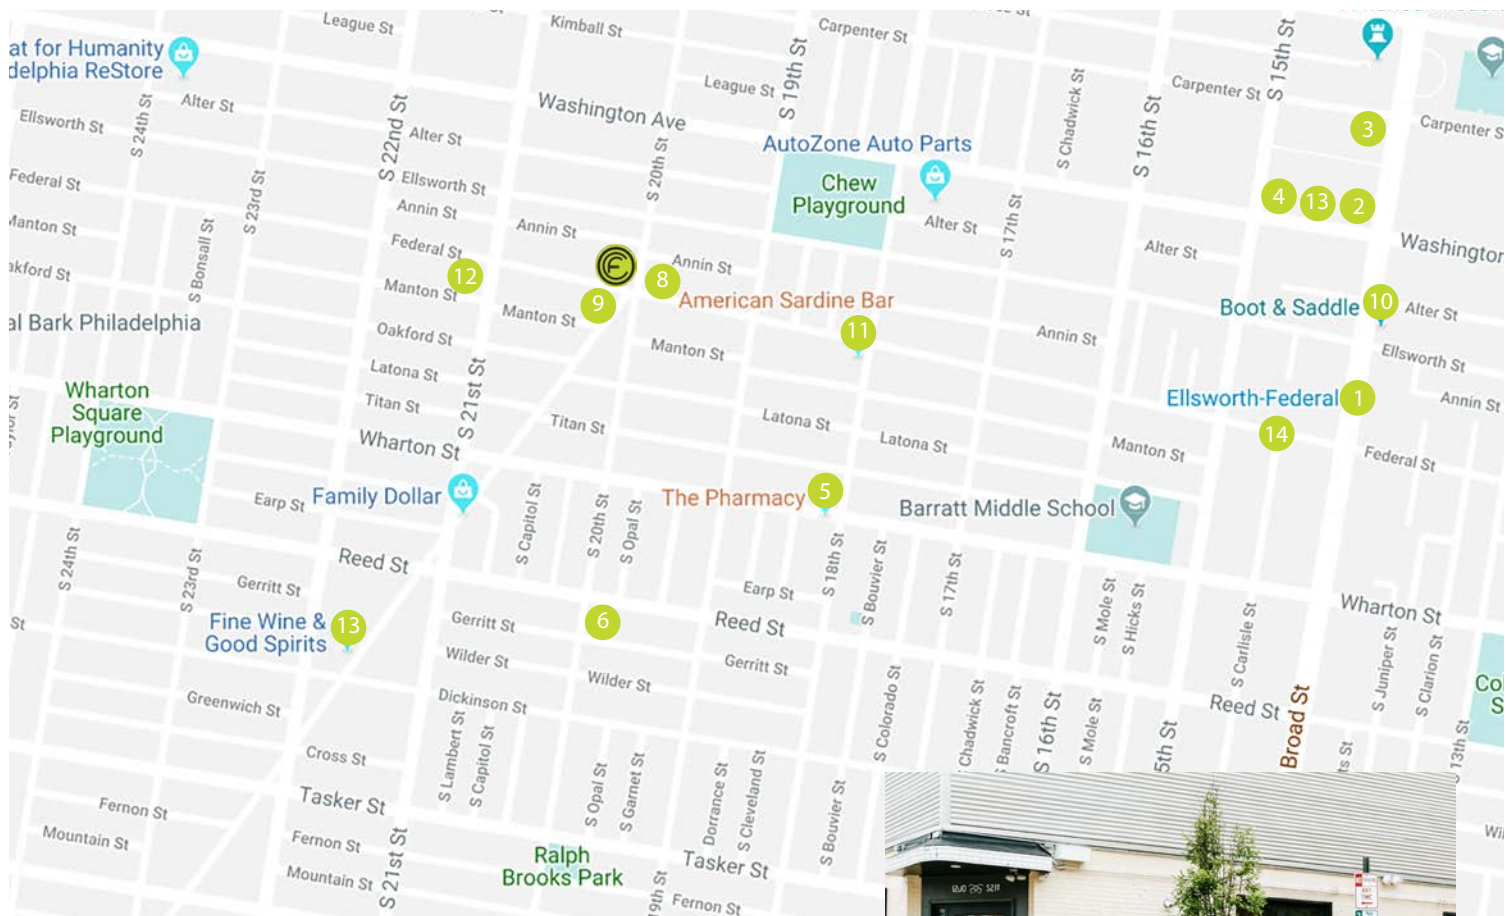 League St
Kimball St
Carpenter St
at for Humanity
delphia ReStore
S 19th St
S 15th St
League St
Carpenter St
S Chadwick St
S 16th St
Alter St
Ellsworth St
S 24th St
S 22nd St
Washington Ave
Alter St
3
Carpenter S
AutoZone Auto Parts
S 20th St
Chew
Playground
Federal St
S 23rd St
Ellsworth St
Annin St
4
13
2
Manton St
S Bonsall St
Federal St
Annin St
Alter St
S 17th St
Alter St
Washington
akford St
12
Manton St
CF
8
9
Annin St
American Sardine Bar
11
Boot & Saddle
10
Alter St
al Bark Philadelphia
Oakford St
Manton St
Manton St
Annin St
Ellsworth St
Latona St
S 21st St
Wharton
Square
Playground
Titan St
Titan St
Latona St
Ellsworth-Federal
1
Annin St
Wharton St
Latona St
Manton St
14
Federal St
Earp St
Family Dollar
The Pharmacy
5
Barratt Middle School
S Capitol St
S 20th St
S Opal St
S 24th St
S 23rd St
Reed St
Gerritt St
Earp St
S 18th St
S Bouvier St
S 17th St
S Mole St
S Hicks St
Wharton St
St
Fine Wine &
Good Spirits
13
Gerritt St
6
Reed St
S Carlisle St
S Juniper St
S Clarion St
Wilder St
Wilder St
Gerritt St
Greenwich St
Dickinson St
S Colorado St
Reed St
Co
S
Cross St
S Lambert St
S Capitol St
S Opal St
S Garnet St
Dorrance St
S Cleveland St
S Bouvier St
Chadwick St
S Bancroft St
S 16th St
S Mole St
5th St
Broad St
ts St
S 13th St
Tasker St
Fernon St
Mountain St
Fernon St
Mountain St
S 21st St
Ralph
Brooks Park
Tasker St
19th St
Fernon St
Wi
ANY
TIME